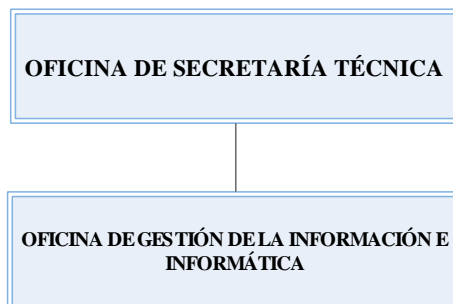 OFICINA DE SECRETARÍA TÉCNICA
OFICINA DE GESTIÓN DE LA INFORMACIÓN E
INFORMÁTICA